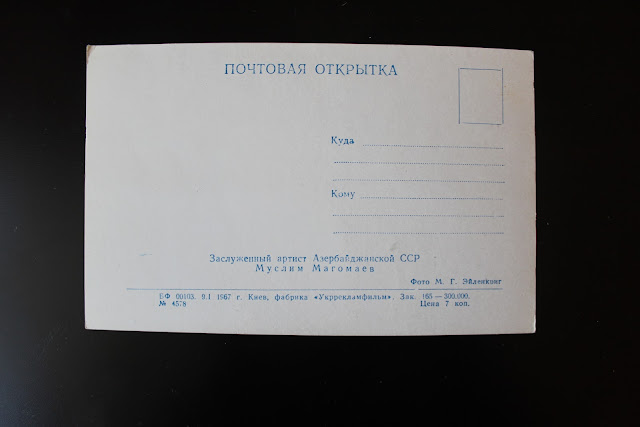 ПОЧТОВАЯ ОТКРЫТКА
Куда
Кому
Заслуженный артист Азербайджанской ССР
Муслим Магомаев
Фото М. Г. Эйденканг
БФ 00103. 9.I 1967 г. Киев, фабрика «Укррекламфильм». Зак. 165 — 300.000.
№ 4578 Цена 7 коп.